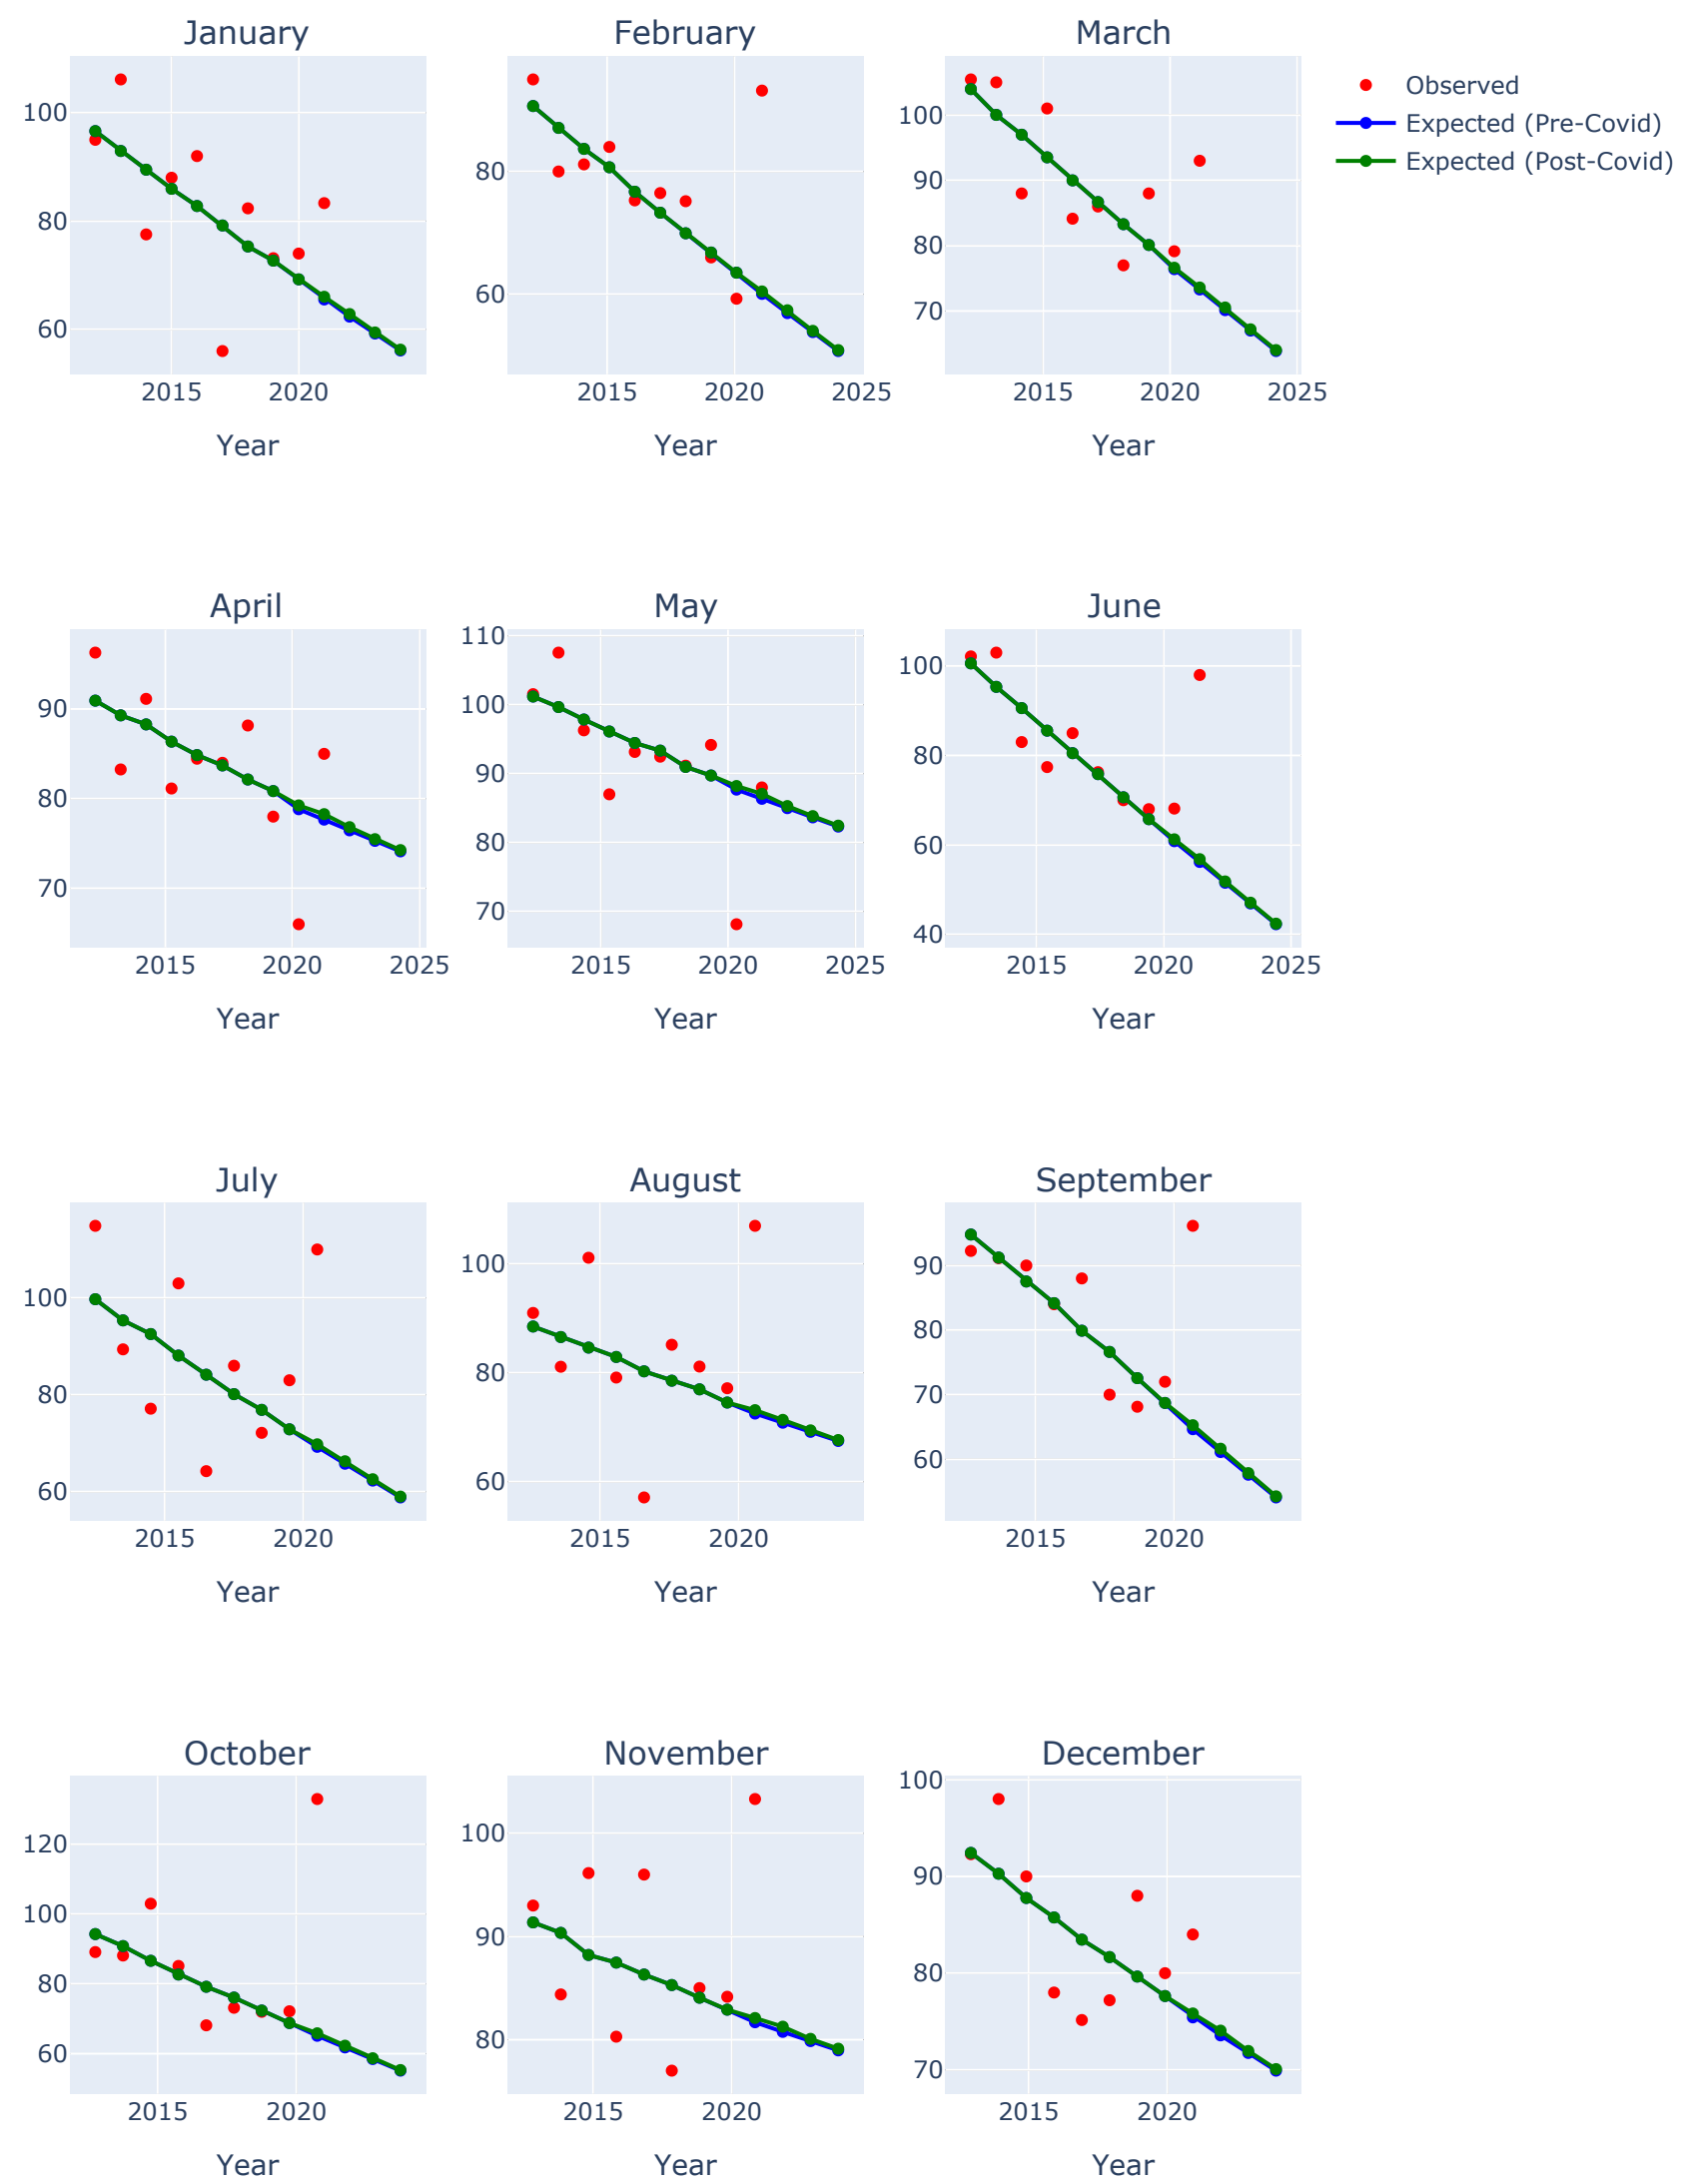 January February March
100
80
60
2015 2020
Year
80
60
2015 2020 2025
Year
100
90
80
70
2015 2020 2025
Year
Observed
Expected (Pre-Covid)
Expected (Post-Covid)
April May June
90
80
70
2015 2020 2025
Year
110
100
90
80
70
2015 2020 2025
Year
100
80
60
40
2015 2020 2025
Year
July August September
100
80
60
2015 2020
Year
100
80
60
2015 2020
Year
90
80
70
60
2015 2020
Year
October November December
120
100
80
60
2015 2020
Year
100
90
80
2015 2020
Year
100
90
80
70
2015 2020
Year